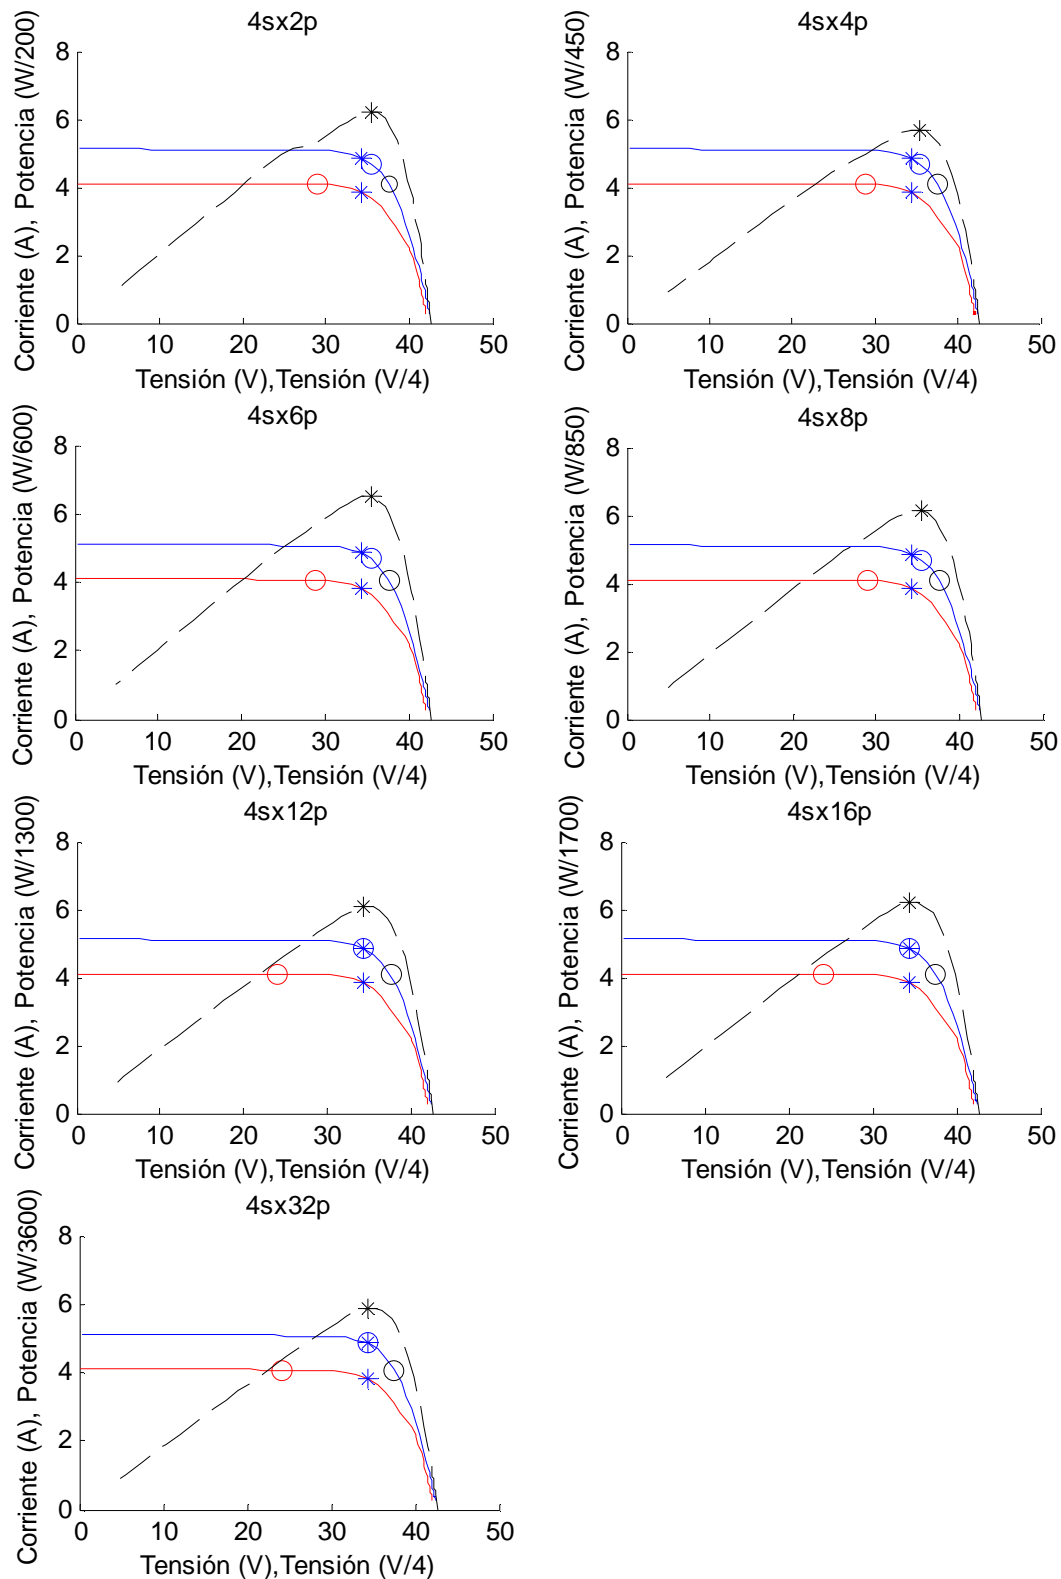 4sx2p
Corriente (A), Potencia (W/200)
8
6
4
2
0
0 10 20 30 40 50
Tensión (V),Tensión (V/4)
4sx4p
Corriente (A), Potencia (W/450)
8
6
4
2
0
0 10 20 30 40 50
Tensión (V),Tensión (V/4)
4sx6p
Corriente (A), Potencia (W/600)
8
6
4
2
0
0 10 20 30 40 50
Tensión (V),Tensión (V/4)
4sx8p
Corriente (A), Potencia (W/850)
8
6
4
2
0
0 10 20 30 40 50
Tensión (V),Tensión (V/4)
4sx12p
Corriente (A), Potencia (W/1300)
8
6
4
2
0
0 10 20 30 40 50
Tensión (V),Tensión (V/4)
4sx16p
Corriente (A), Potencia (W/1700)
8
6
4
2
0
0 10 20 30 40 50
Tensión (V),Tensión (V/4)
4sx32p
Corriente (A), Potencia (W/3600)
8
6
4
2
0
0 10 20 30 40 50
Tensión (V),Tensión (V/4)